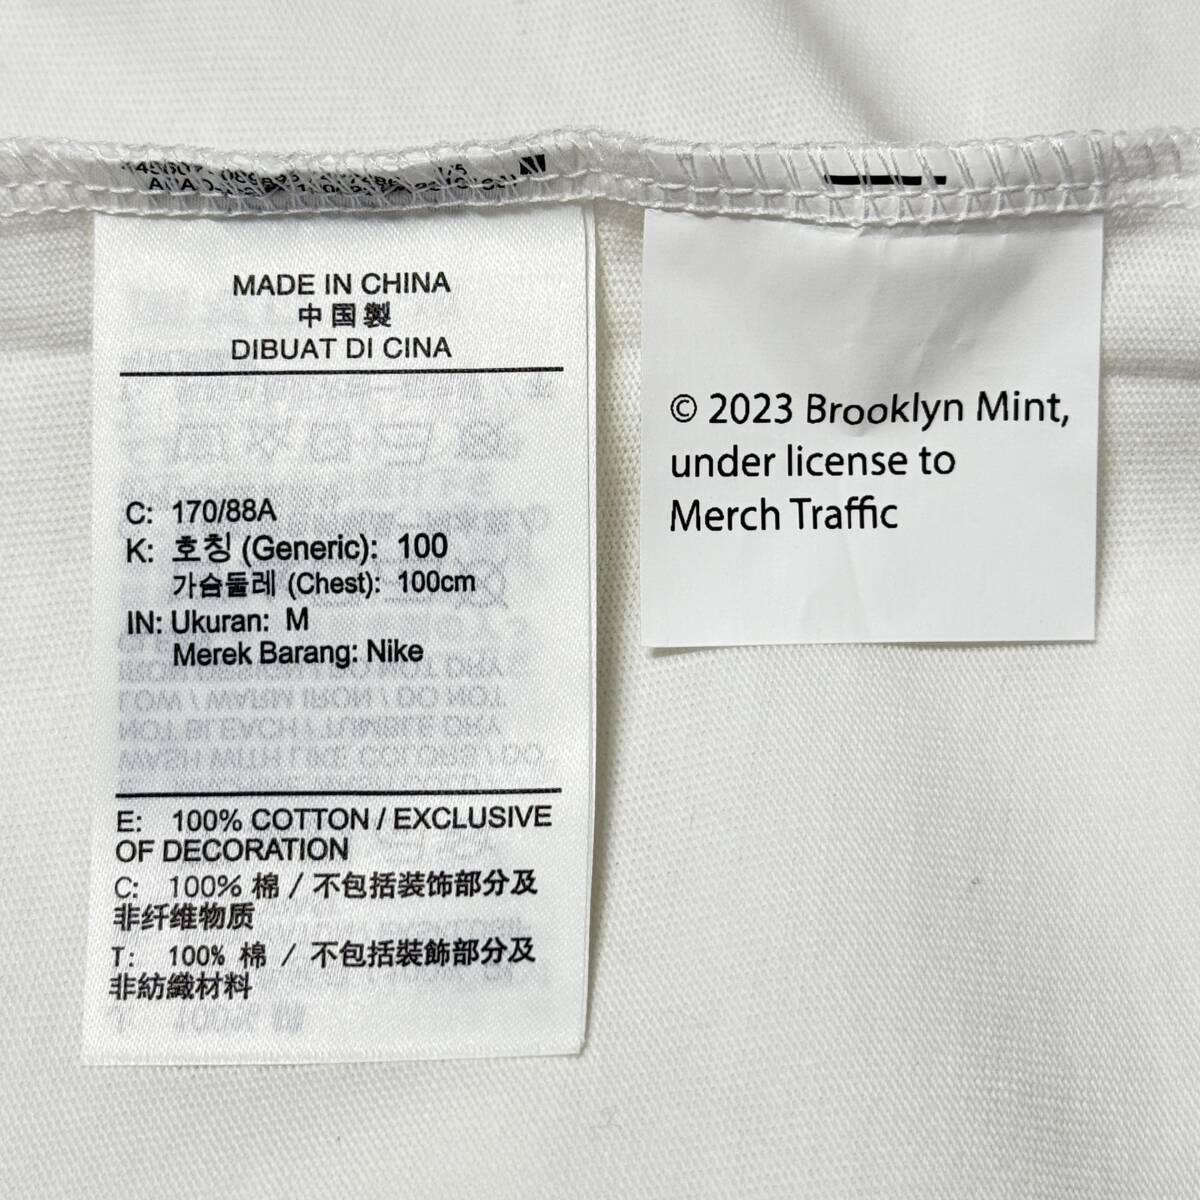 MADE IN CHINA
中国製
DIBUAT DI CINA
C: 170/88A
K: 호칭 (Generic): 100
가슴둘레 (Chest): 100cm
IN: Ukuran: M
Merek Barang: Nike
E: 100% COTTON / EXCLUSIVE
OF DECORATION
C: 100% 棉 / 不包括装饰部分及
非纤维物质
T: 100% 棉 / 不包括裝飾部分及
非紡織材料
© 2023 Brooklyn Mint,
under license to
Merch Traffic